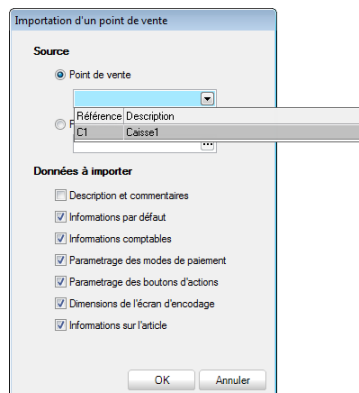 Importation d'un point de vente
Source
Point de vente
Référence Description
C1 Caisse1
Données à importer
Description et commentaires
Informations par défaut
Informations comptables
Parametrage des modes de paiement
Parametrage des boutons d'actions
Dimensions de l'écran d'encodage
Informations sur l'article
OK Annuler